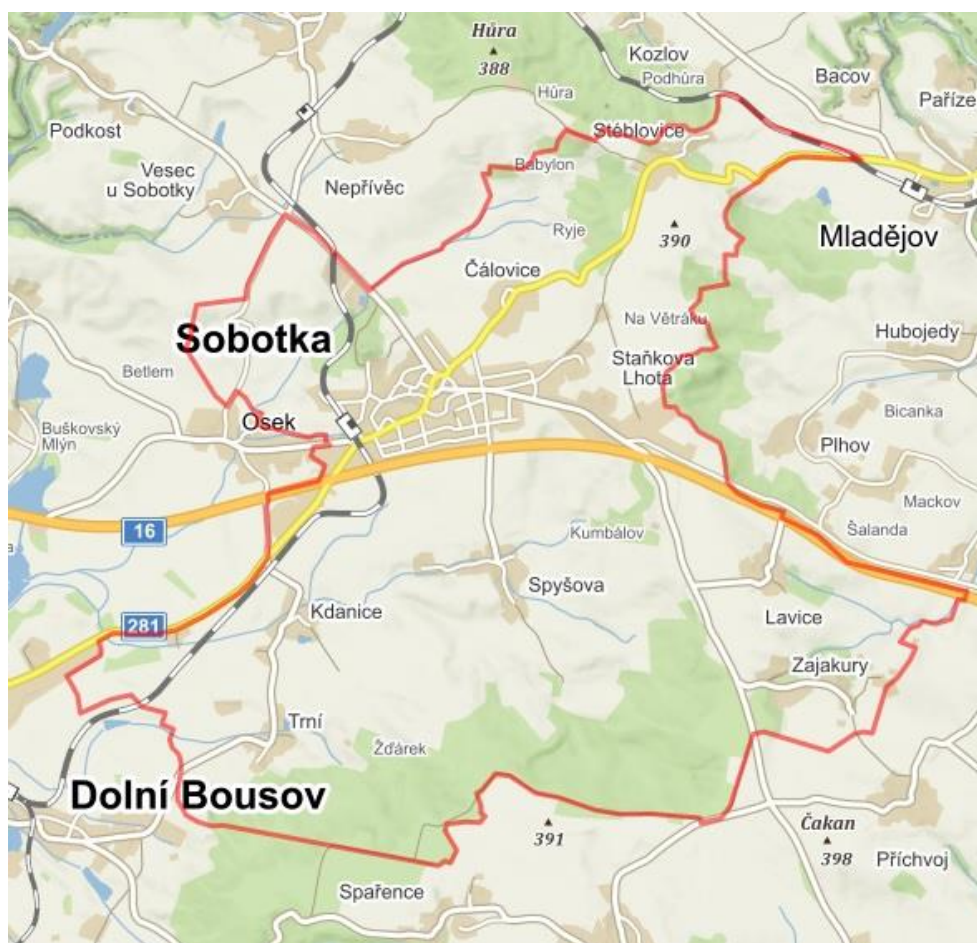 Hůra
388
Kozlov
Podhůra
Bacov
Paříze
Hůra
Podkost
Stéblovice
Vesec
u Sobotky
Nepřívěc
Babylon
Ryje
390
Mladějov
Čálovice
Sobotka
Na Větráku
Hubojedy
Staňkova
Lhota
Betlem
Bicanka
Osek
Buškovský
Mlýn
Plhov
Mackov
16
Kumbálov
Šalanda
a
Spyšova
Kdanice
Lavice
281
Zajakury
Trní
Žďárek
Dolní Bousov
391
Čakan
398
Příchvoj
Spařence